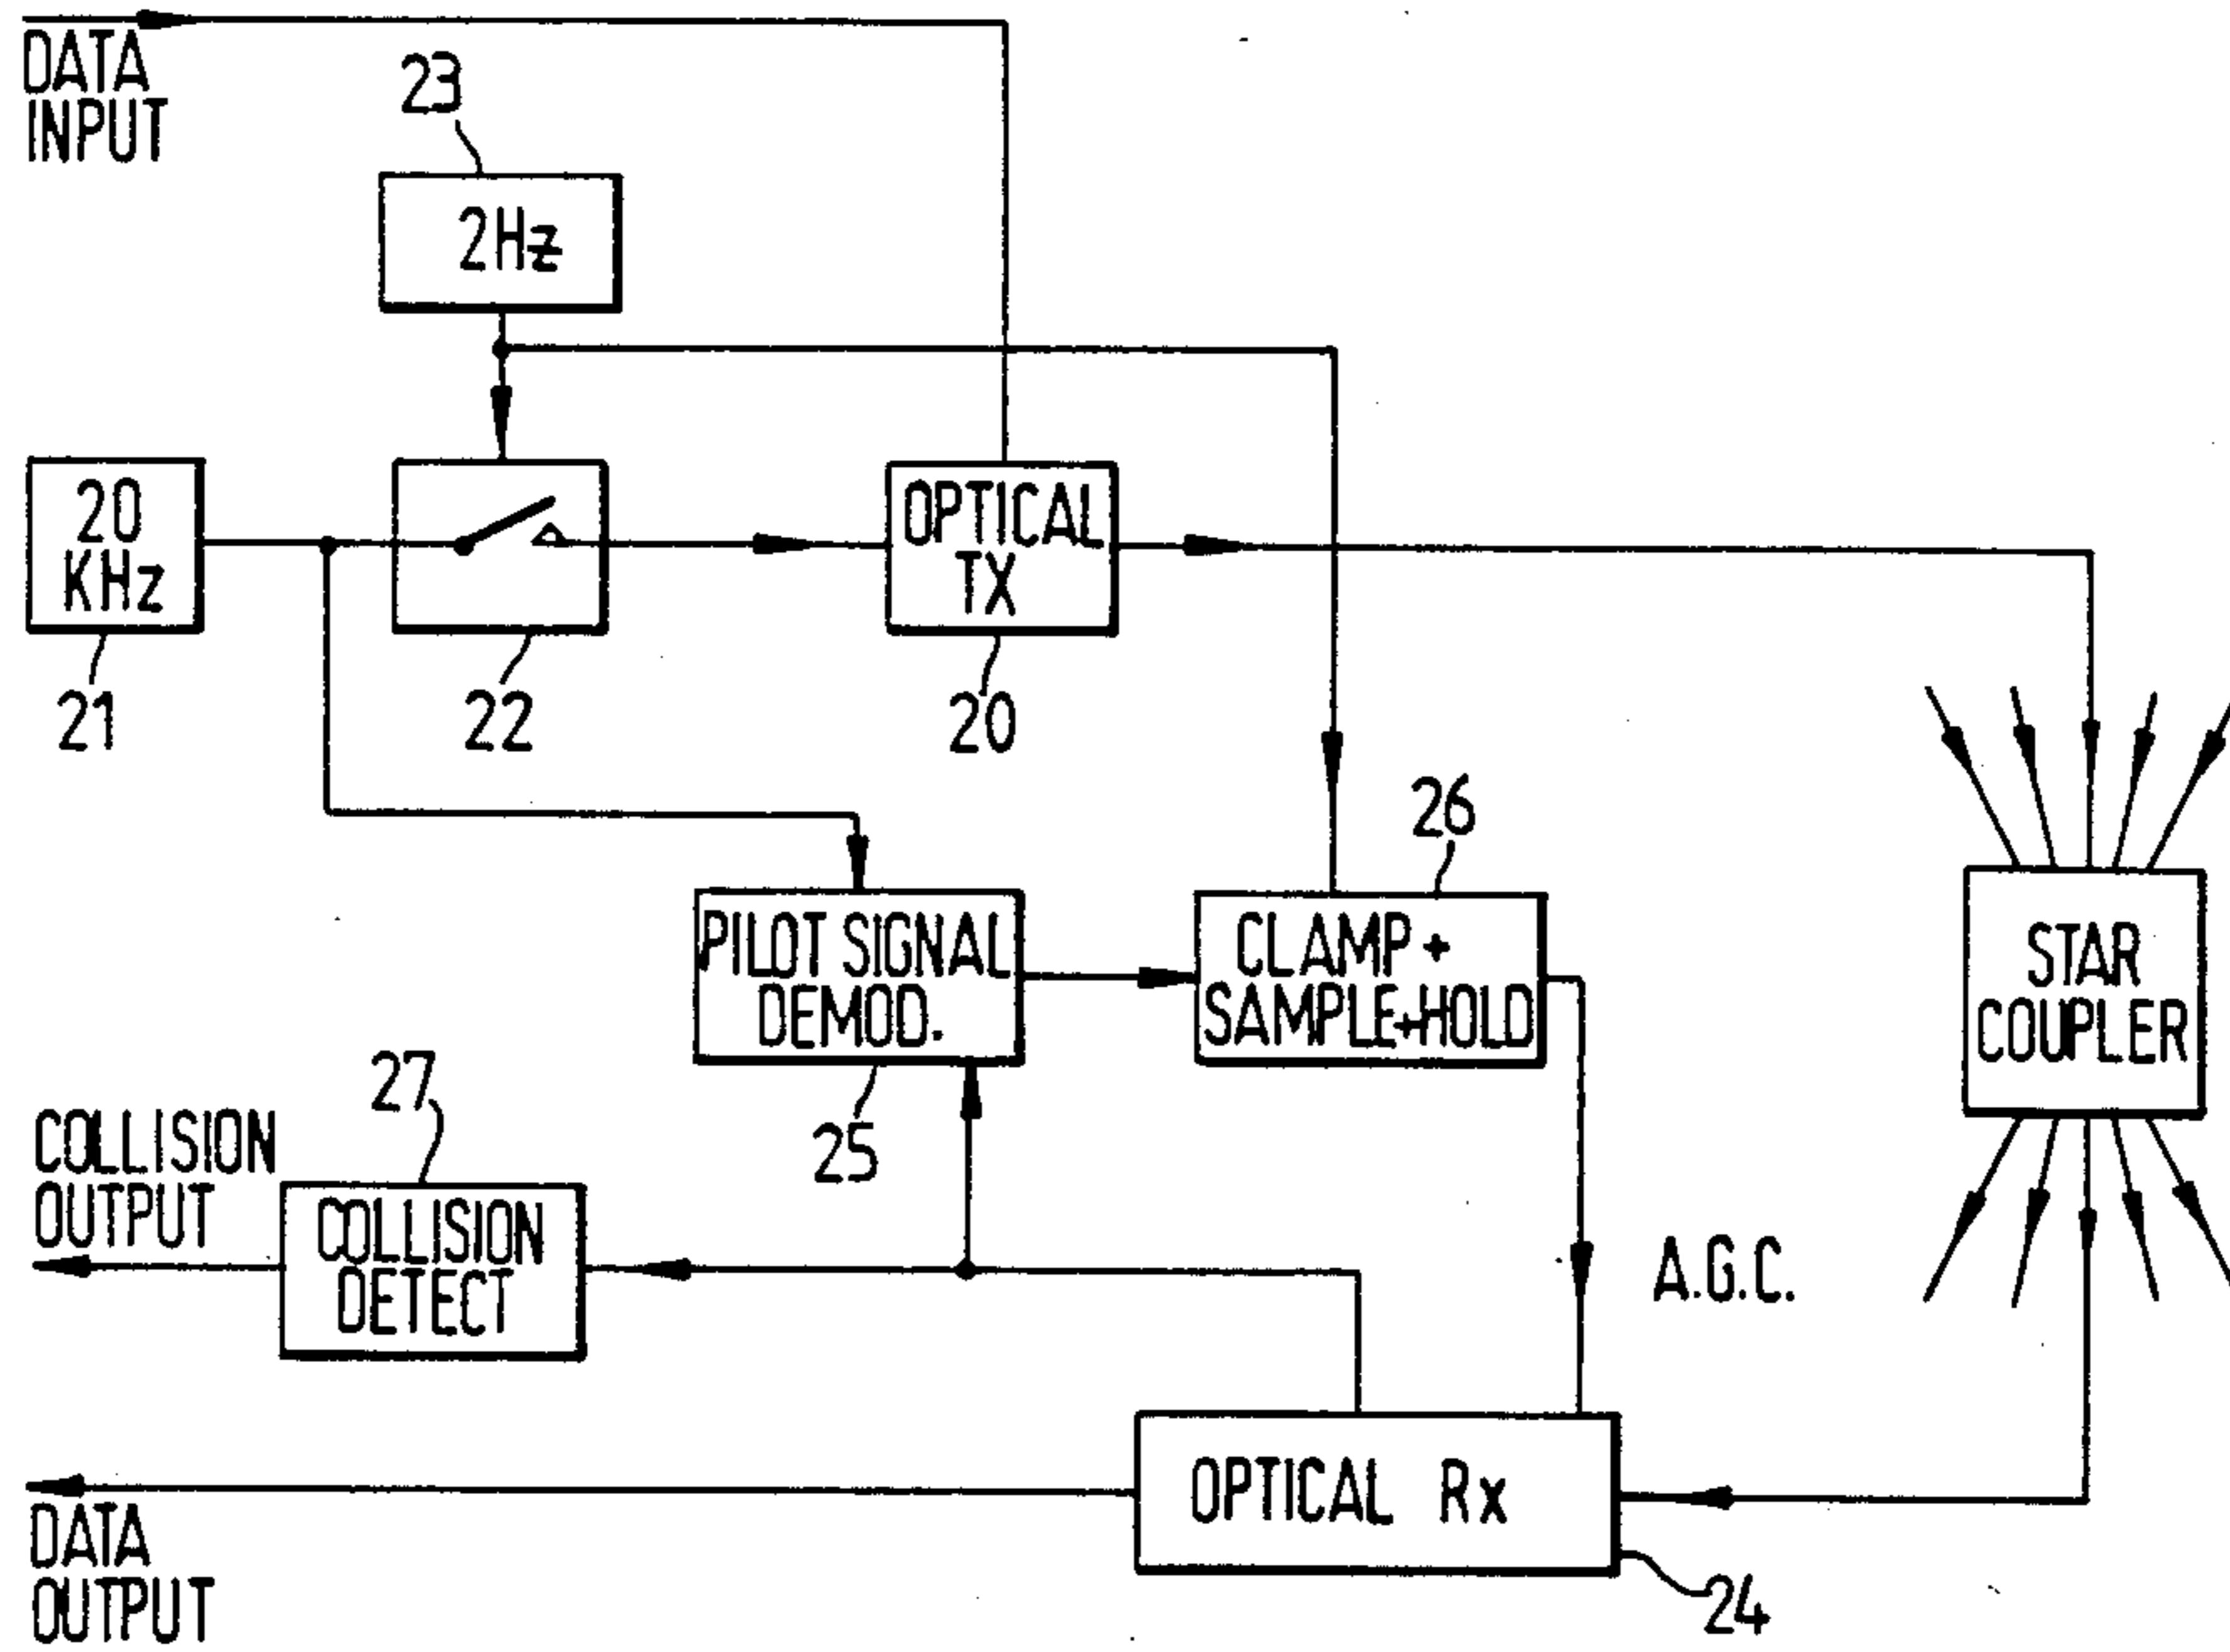 DATA
INPUT
23
2Hz
20
KHz
OPTICAL
TX
21
22
20
26
PILOT SIGNAL
DEMOD.
CLAMP+
SAMPLE+HOLD
STAR
COUPLER
27
25
COLLISION
OUTPUT
COLLISION
DETECT
A.G.C.
OPTICAL Rx
DATA
OUTPUT
24